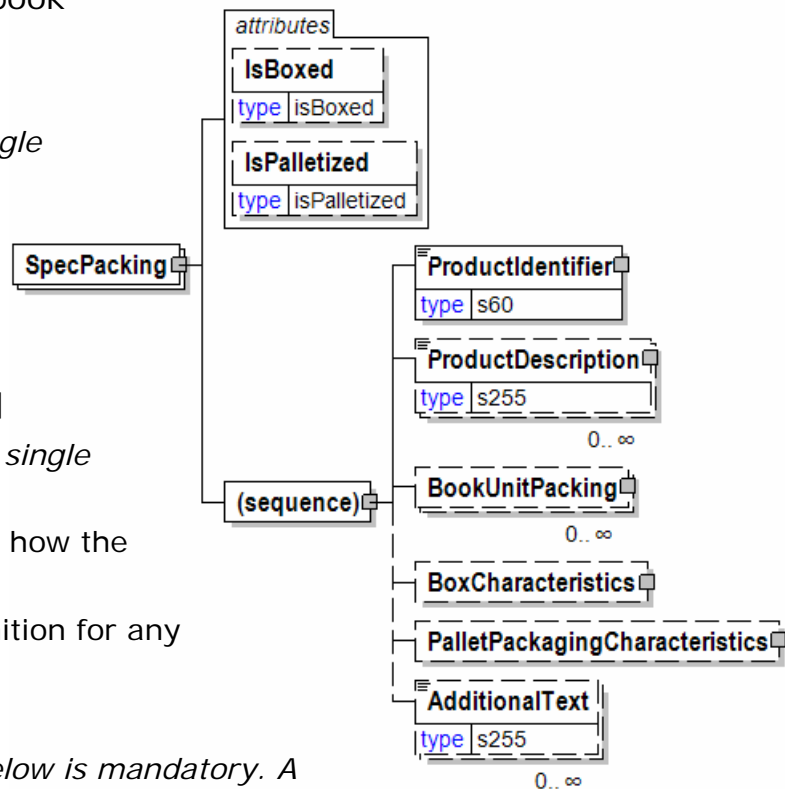 book
attributes
IsBoxed
type isBoxed
gle
IsPalletized
type isPalletized
SpecPacking
ProductIdentifier
type s60
ProductDescription
type s255
0.. ∞
single
(sequence)
BookUnitPacking
0.. ∞
how the
BoxCharacteristics
ition for any
PalletPackagingCharacteristics
AdditionalText
type s255
elow is mandatory. A
0.. ∞